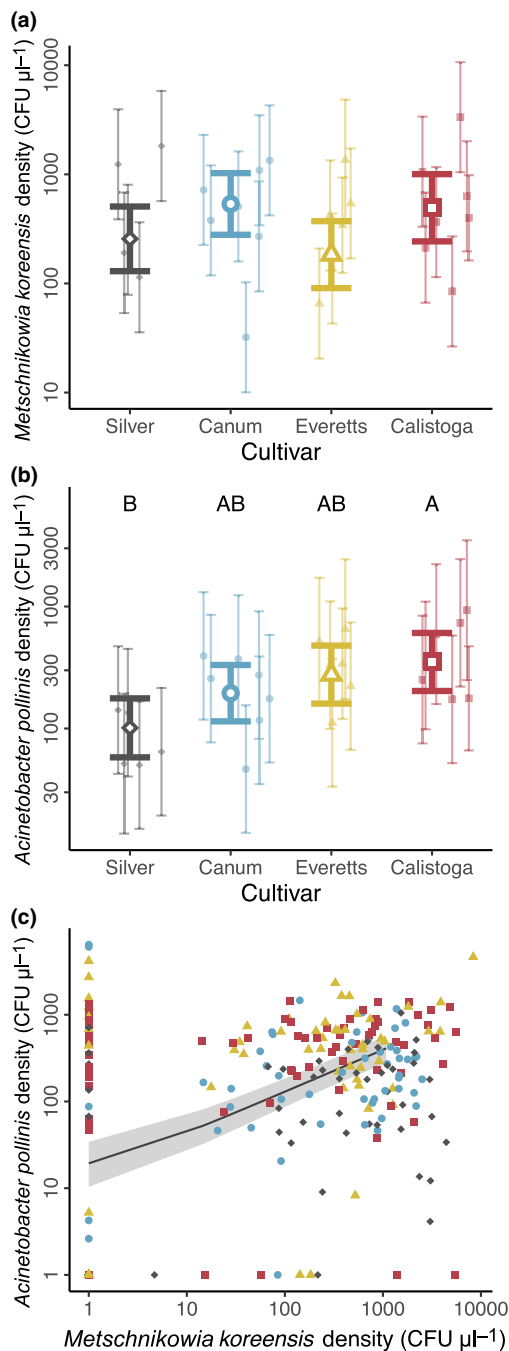 (a)
Metschnikowia koreensis density (CFU µl⁻¹)
10000
1000
100
10
Silver
Canum
Everetts
Calistoga
Cultivar
(b)
Acinetobacter pollinis density (CFU µl⁻¹)
B
AB
AB
A
3000
1000
300
100
30
Silver
Canum
Everetts
Calistoga
Cultivar
(c)
Acinetobacter pollinis density (CFU µl⁻¹)
1000
100
10
1
1
10
100
1000
10000
Metschnikowia koreensis density (CFU µl⁻¹)